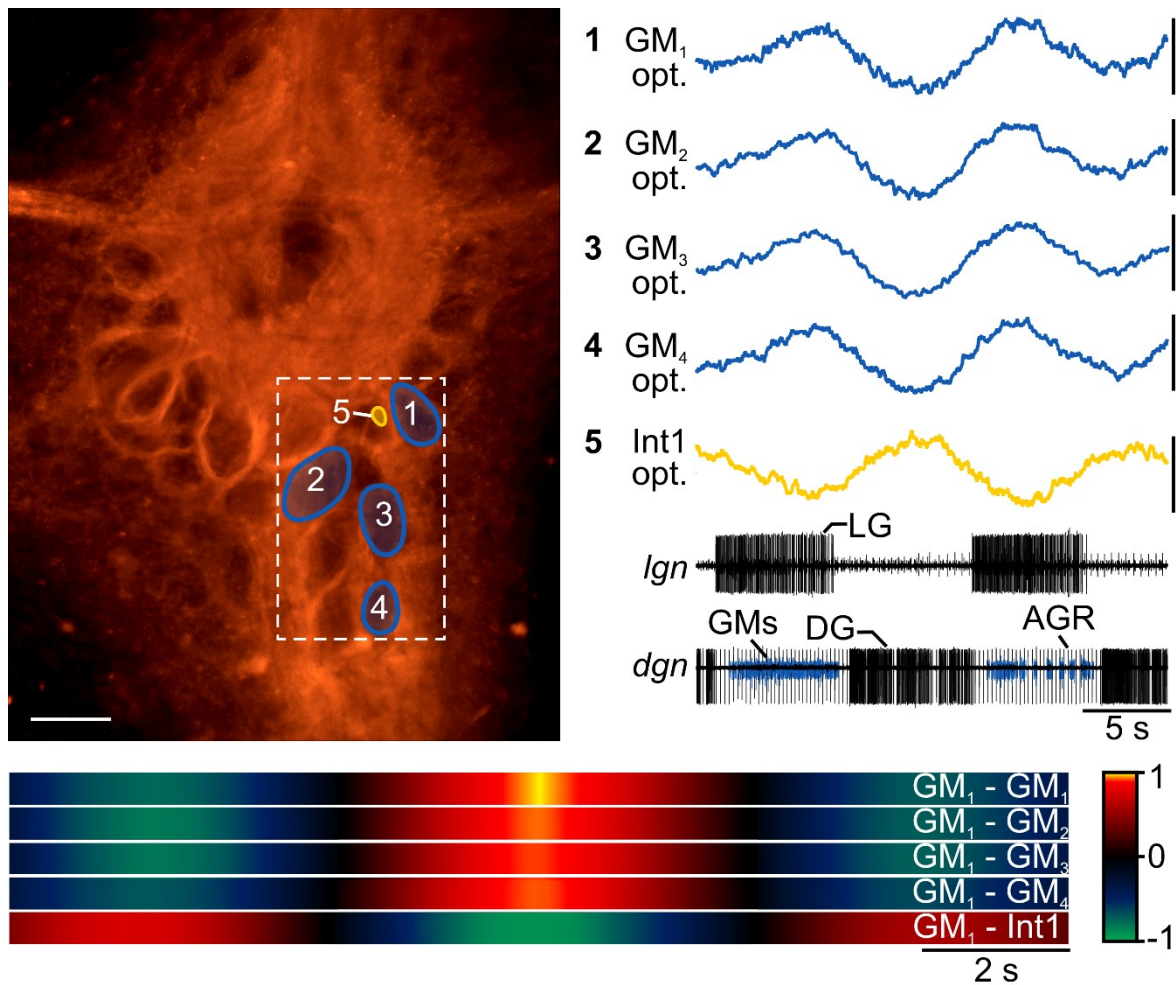 1 GM₁
opt.
2 GM₂
opt.
3 GM₃
opt.
4 GM₄
opt.
5 Int1
opt.
5
1
2
3
4
LG
lgn
GMs
DG
AGR
dgn
5 s
GM₁ - GM₁
GM₁ - GM₂
GM₁ - GM₃
GM₁ - GM₄
GM₁ - Int1
1
0
-1
2 s